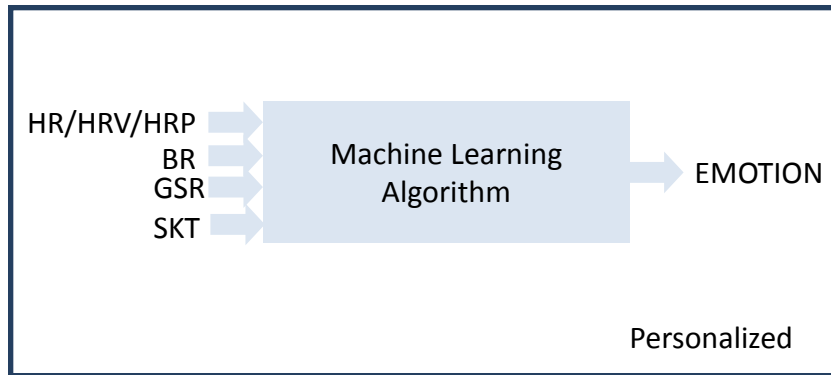 HR/HRV/HRP
BR
GSR
SKT
Machine Learning
Algorithm
EMOTION
Personalized